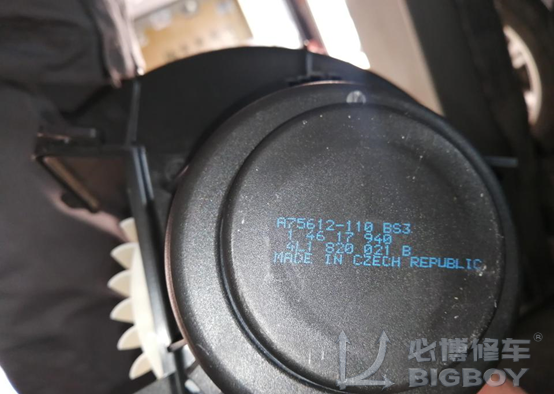 A75612-110 BS3
1 46 17 940
4L1 820 021 B
MADE IN CZECH REPUBLIC
必博修车®
BIGBOY